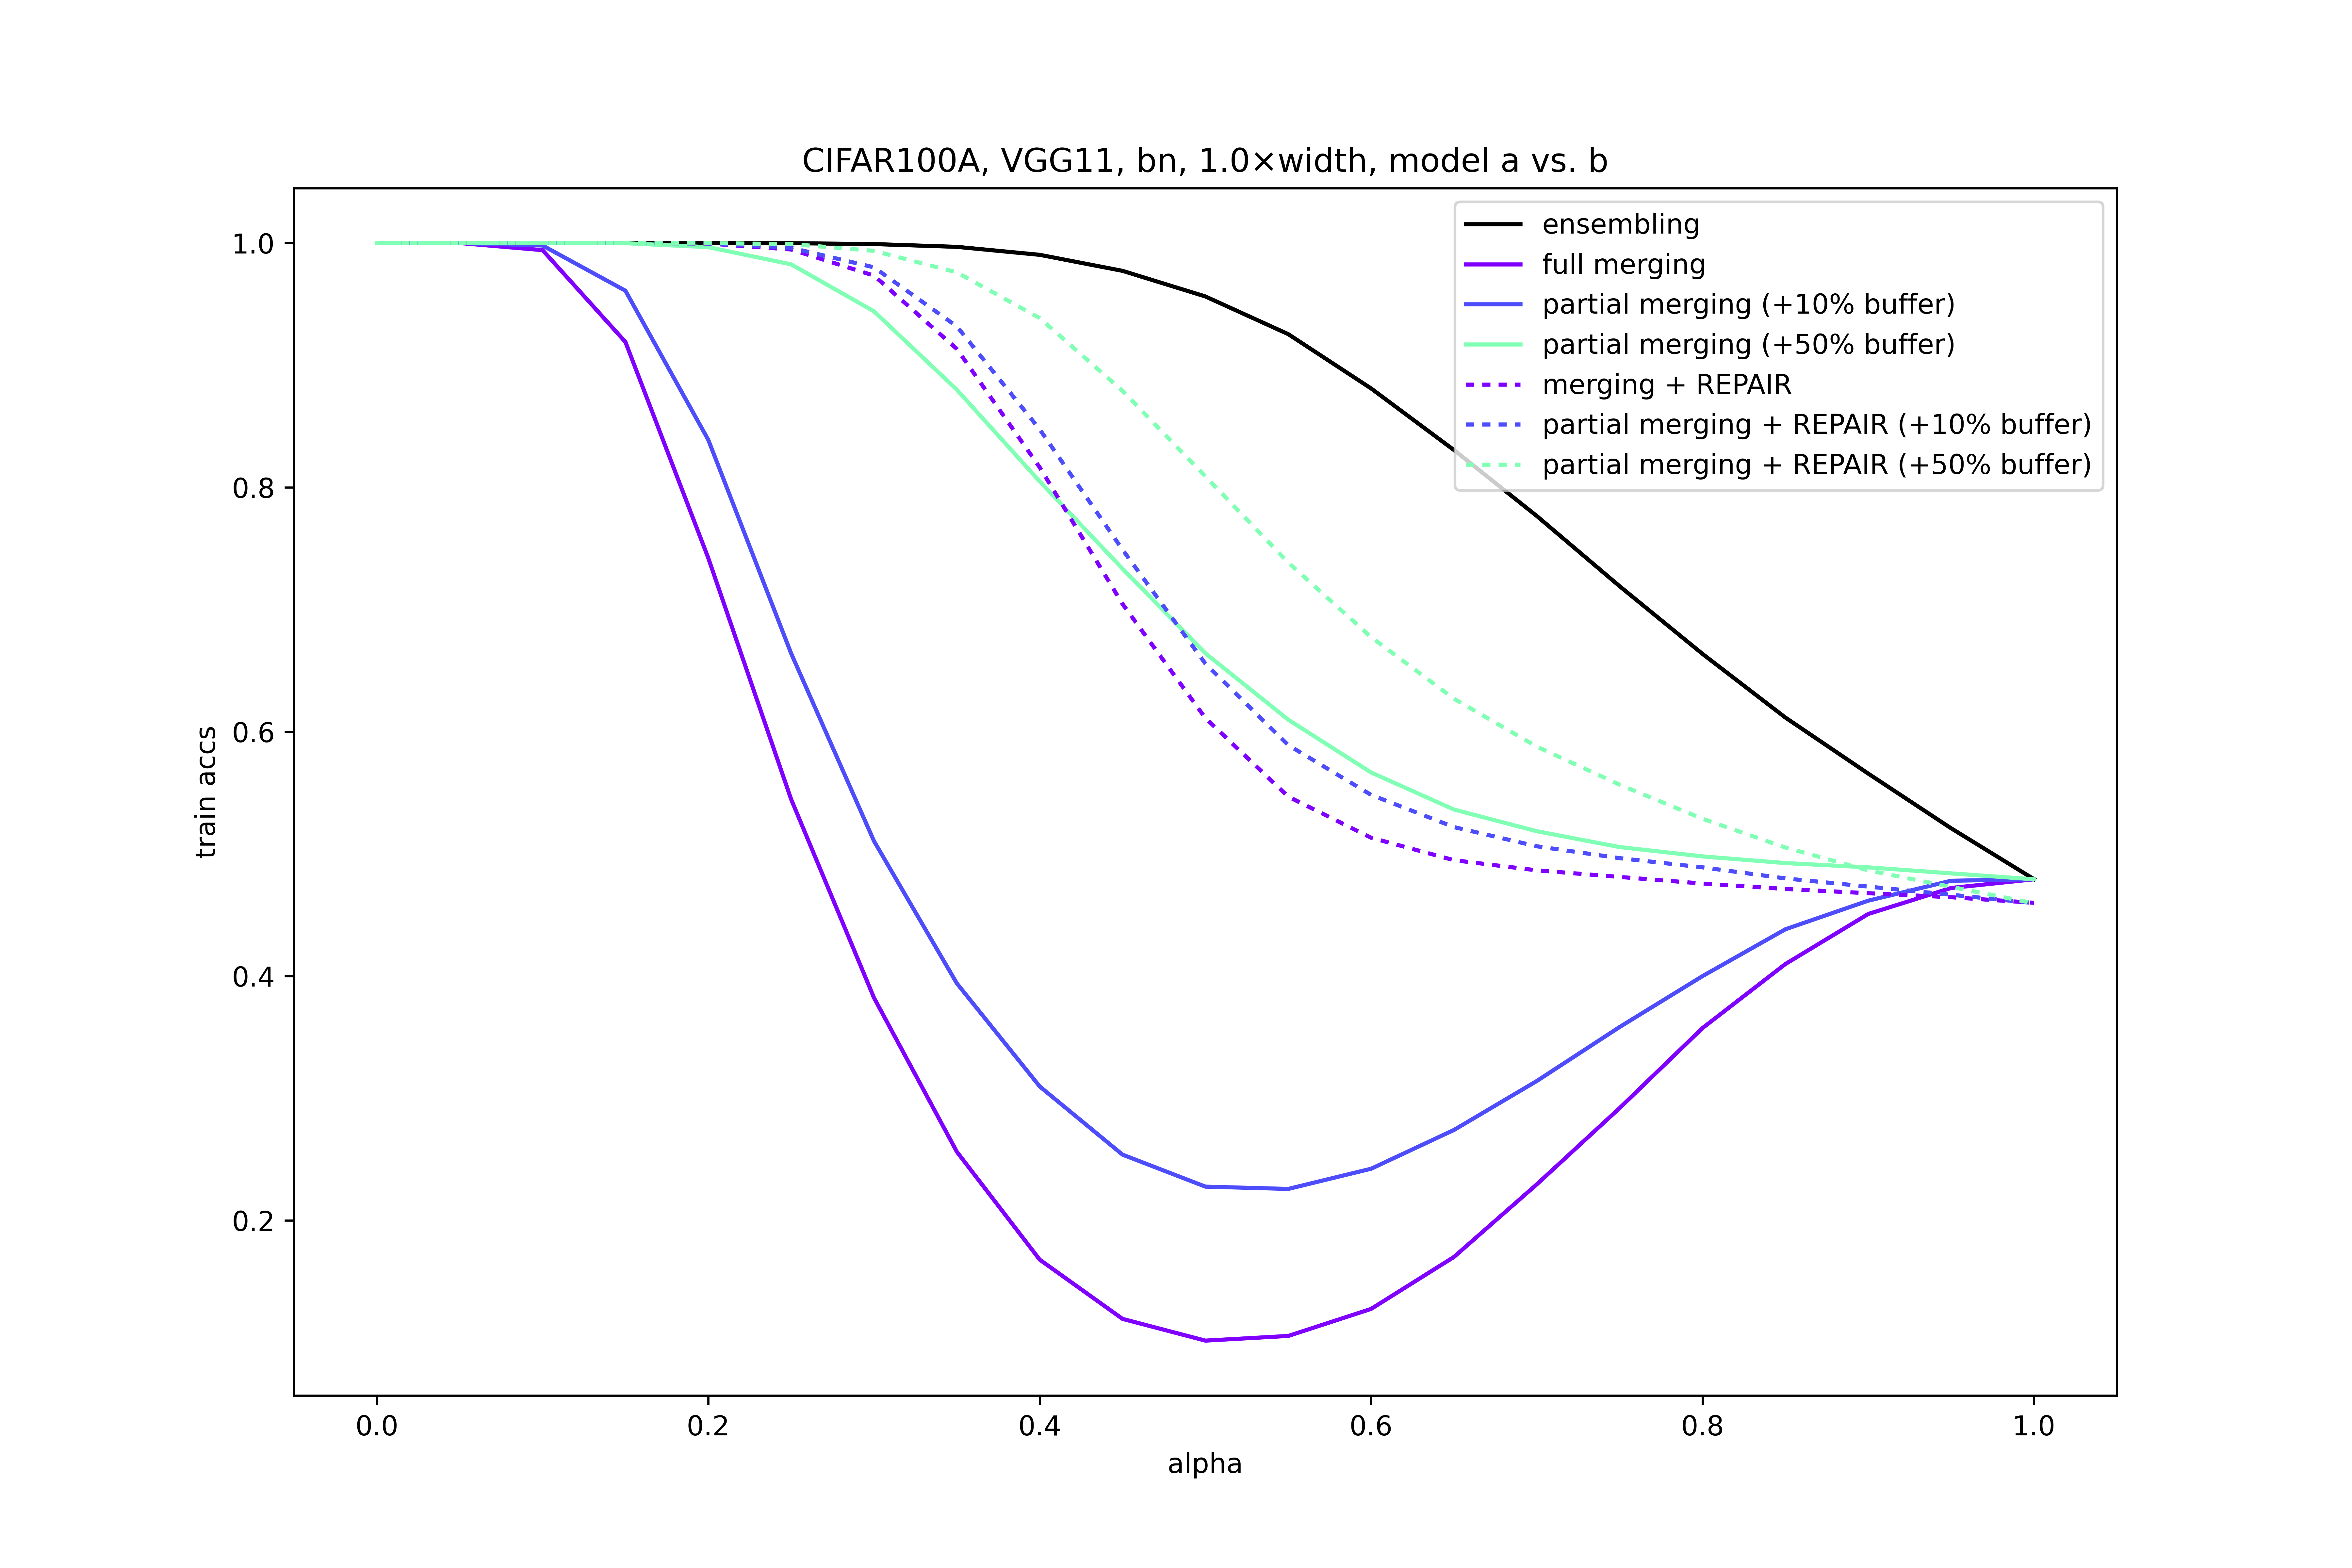 CIFAR100A, VGG11, bn, 1.0×width, model a vs. b
ensembling
full merging
partial merging (+10% buffer)
partial merging (+50% buffer)
merging + REPAIR
partial merging + REPAIR (+10% buffer)
partial merging + REPAIR (+50% buffer)
train accs
1.0
0.8
0.6
0.4
0.2
0.0 0.2 0.4 0.6 0.8 1.0
alpha